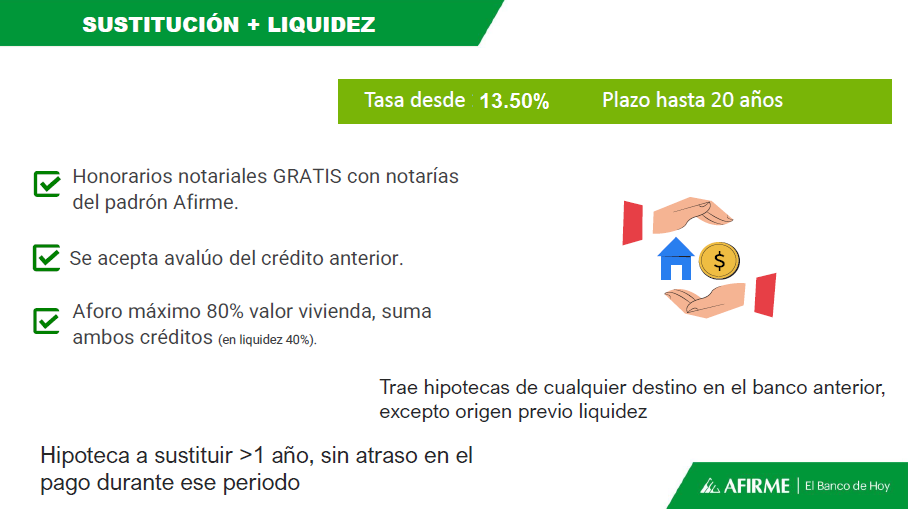 SUSTITUCIÓN + LIQUIDEZ
Tasa desde 13.50% Plazo hasta 20 años
Honorarios notariales GRATIS con notarías
del padrón Afirme.
Se acepta avalúo del crédito anterior.
Aforo máximo 80% valor vivienda, suma
ambos créditos (en liquidez 40%).
$
Trae hipotecas de cualquier destino en el banco anterior,
excepto origen previo liquidez
Hipoteca a sustituir >1 año, sin atraso en el
pago durante ese periodo
AFIRME | El Banco de Hoy